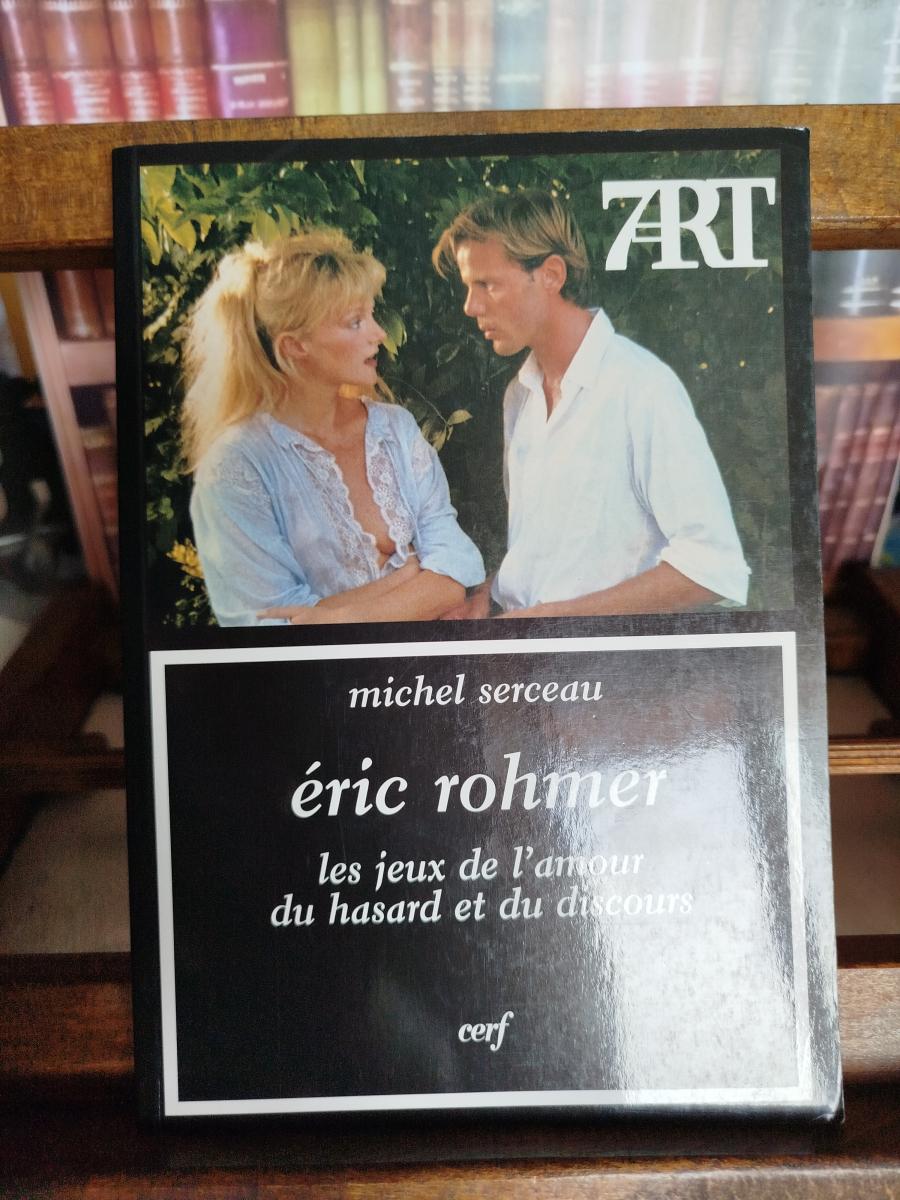 7ART
michel serceau
éric rohmer
les jeux de l'amour
du hasard et du discours
cerf